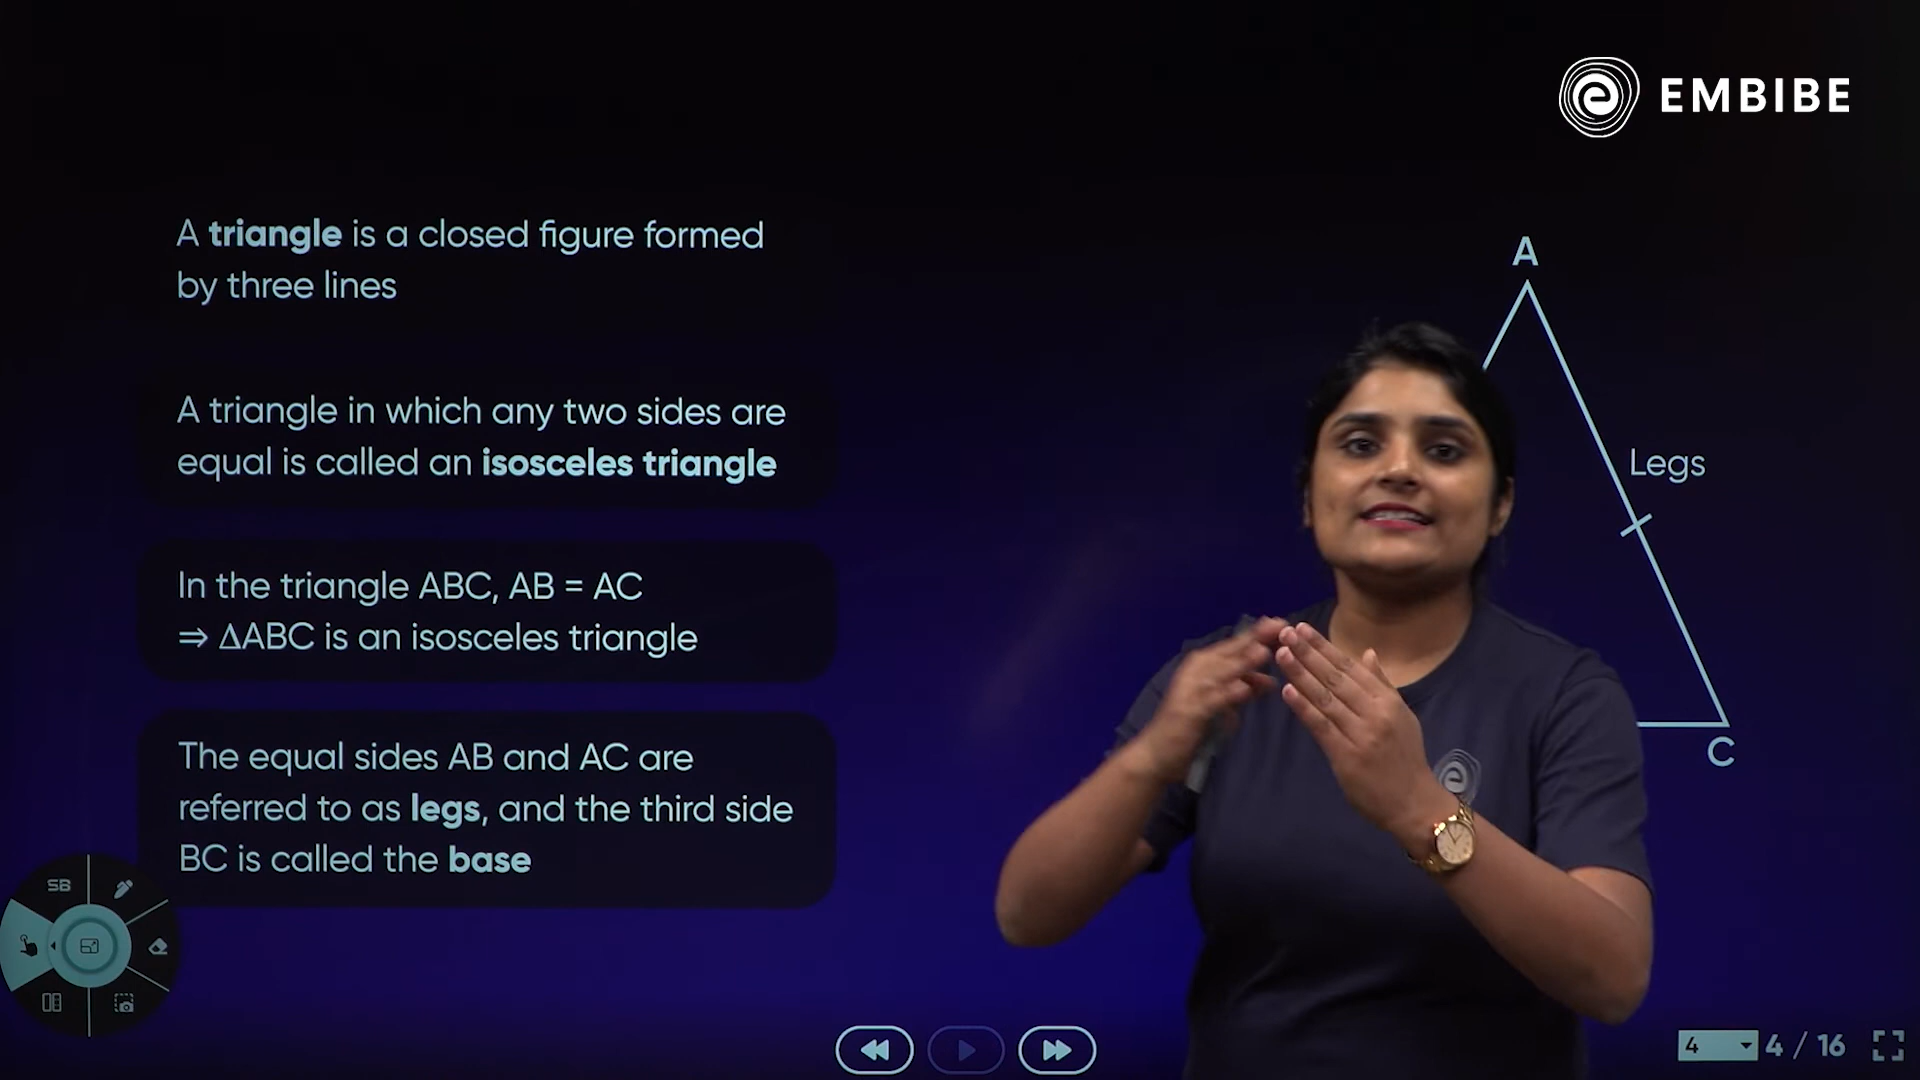 EMBIBE
A triangle is a closed figure formed
by three lines
A triangle in which any two sides are
equal is called an isosceles triangle
In the triangle ABC, AB = AC
⇒ ΔABC is an isosceles triangle
The equal sides AB and AC are
referred to as legs, and the third side
BC is called the base
A
Legs
C
SB
4
4 / 16